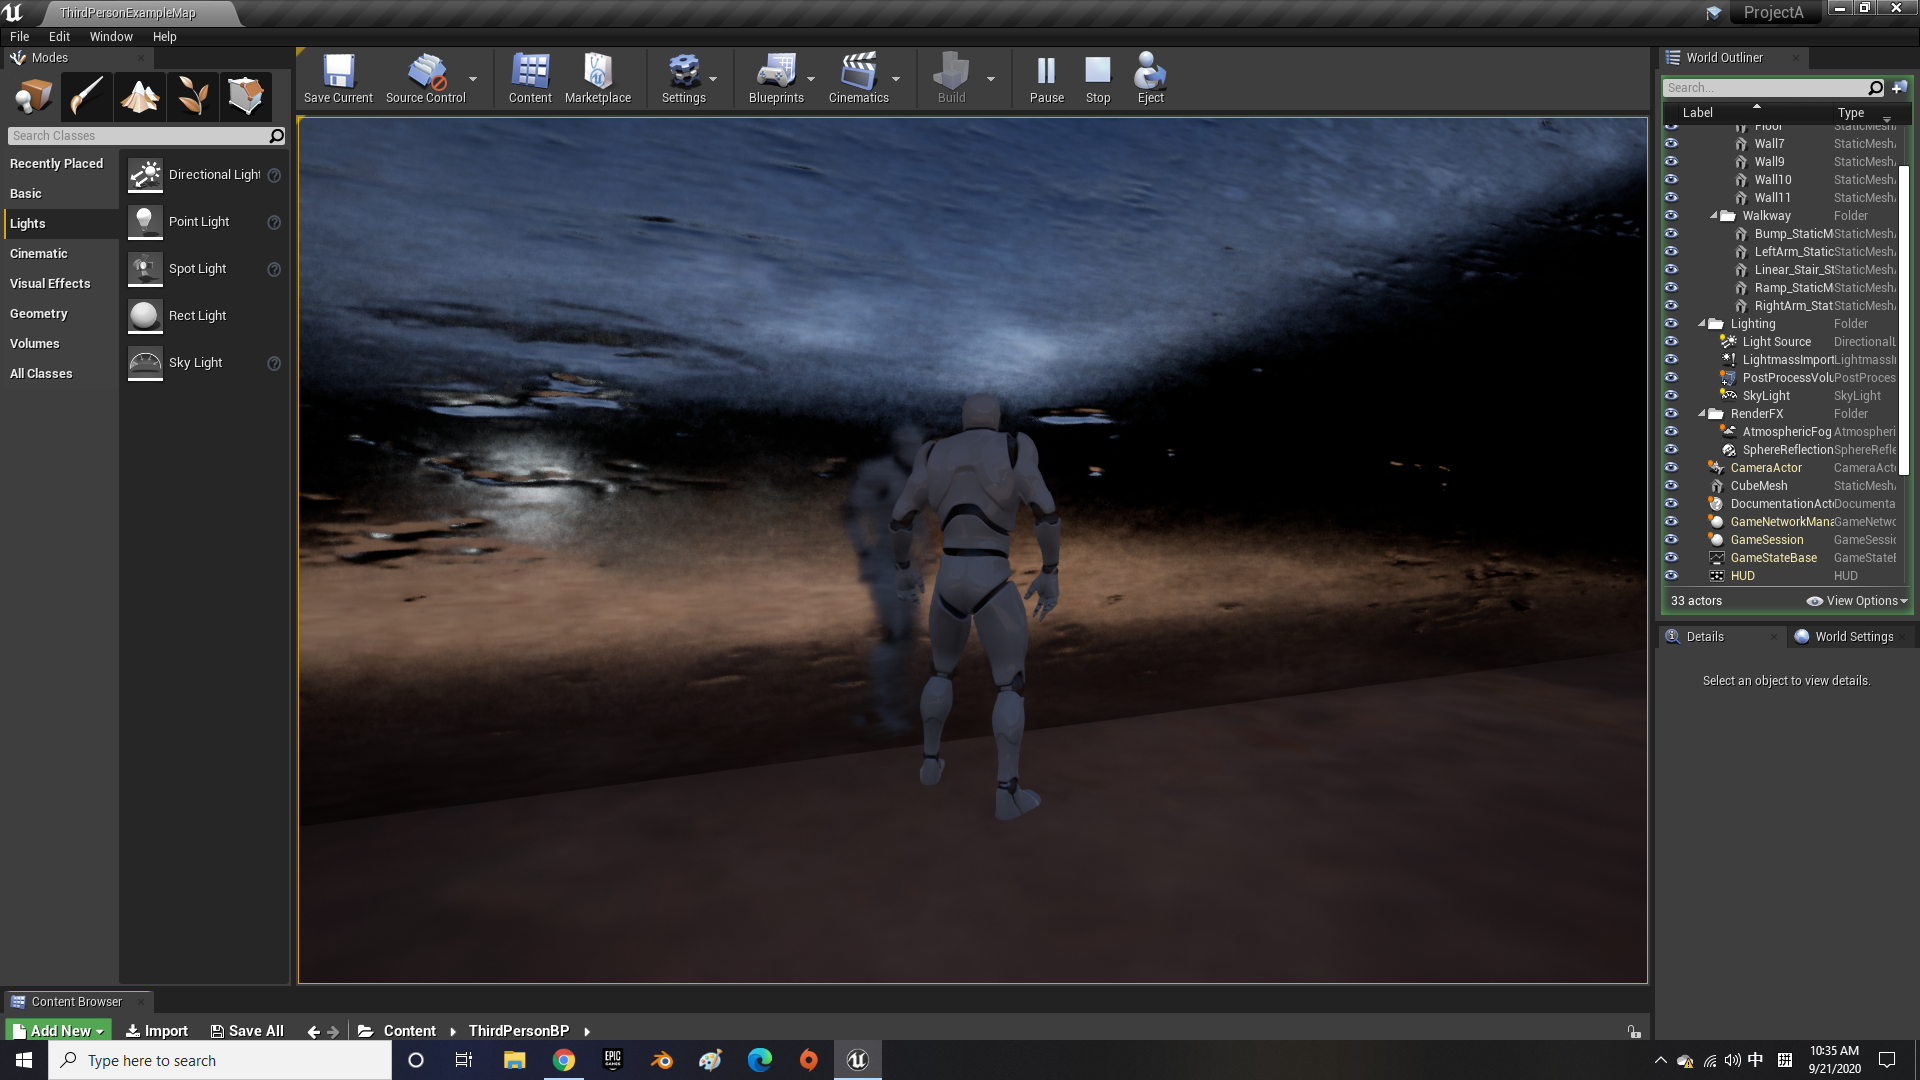 ThirdPersonExampleMap
ProjectA
File Edit Window Help
Modes
Search Classes
Recently Placed
Basic
Lights
Cinematic
Visual Effects
Geometry
Volumes
All Classes
Directional Light
Point Light
Spot Light
Rect Light
Sky Light
Save Current Source Control Content Marketplace Settings Blueprints Cinematics Build Pause Stop Eject
World Outliner
Search...
Label Type
Floor StaticMesh
Wall7 StaticMesh
Wall9 StaticMesh
Wall10 StaticMesh
Wall11 StaticMesh
Walkway Folder
Bump_StaticM StaticMesh
LeftArm_Static StaticMesh
Linear_Stair_St StaticMesh
Ramp_StaticM StaticMesh
RightArm_Stat StaticMesh
Lighting Folder
Light Source DirectionalL
LightmassImport LightmassI
PostProcessVolu PostProces
SkyLight SkyLight
RenderFX Folder
AtmosphericFog Atmospheri
SphereReflection SphereRefle
CameraActor CameraActo
CubeMesh StaticMesh
DocumentationActo Documenta
GameNetworkMana GameNetwo
GameSession GameSessio
GameStateBase GameStateB
HUD HUD
33 actors View Options
Details World Settings
Select an object to view details.
Content Browser
Add New Import Save All Content ThirdPersonBP
Type here to search
EPIC GAMES
中
拼
10:35 AM
9/21/2020